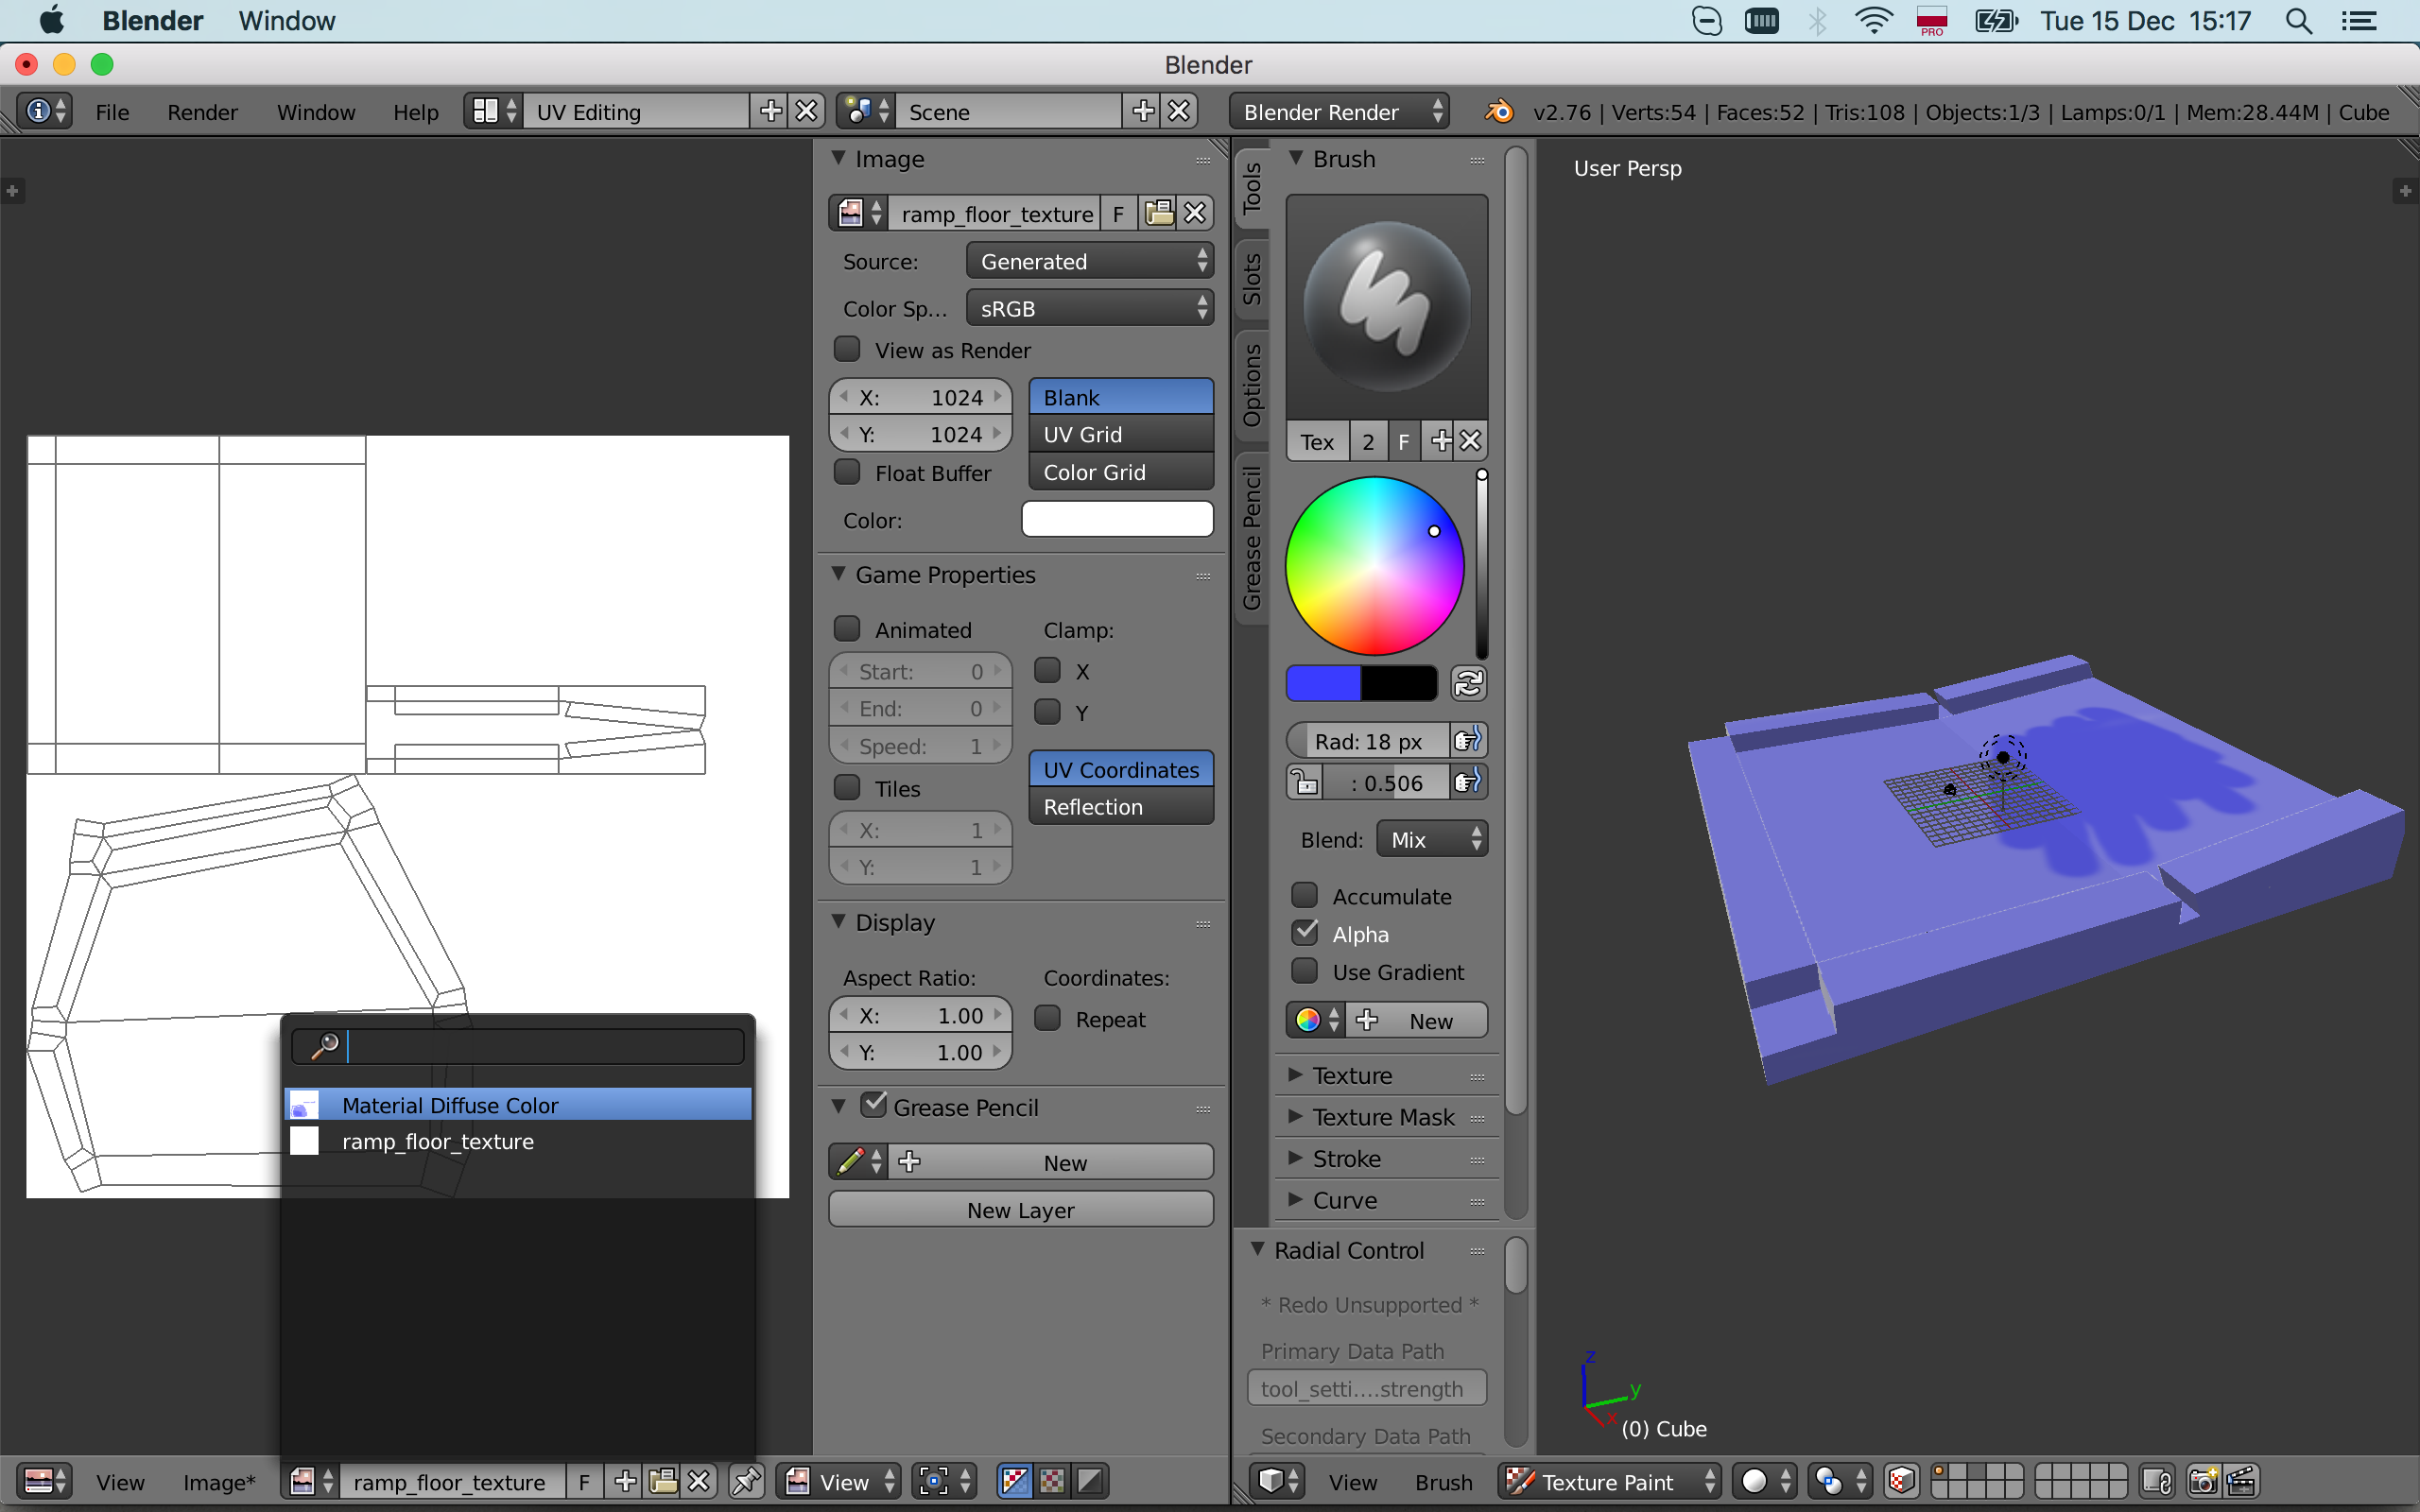 Blender Window
PRO
Tue 15 Dec 15:17
Blender
File Render Window Help UV Editing Scene Blender Render v2.76 | Verts:54 | Faces:52 | Tris:108 | Objects:1/3 | Lamps:0/1 | Mem:28.44M | Cube
Image
ramp_floor_texture F
Source: Generated
Color Sp... sRGB
View as Render
X: 1024
Y: 1024
Blank
UV Grid
Color Grid
Float Buffer
Color:
Game Properties
Animated
Clamp:
Start: 0
End: 0
Speed: 1
X
Y
Tiles
X: 1
Y: 1
UV Coordinates
Reflection
Display
Aspect Ratio:
Coordinates:
X: 1.00
Y: 1.00
Repeat
Grease Pencil
New
New Layer
Material Diffuse Color
ramp_floor_texture
View Image* ramp_floor_texture F View
Tools
Slots
Options
Grease Pencil
Brush
Tex 2 F
Rad: 18 px
: 0.506
Blend: Mix
Accumulate
Alpha
Use Gradient
New
Texture
Texture Mask
Stroke
Curve
Radial Control
* Redo Unsupported *
Primary Data Path
tool_setti....strength
Secondary Data Path
User Persp
z
y
x
(0) Cube
View Brush Texture Paint